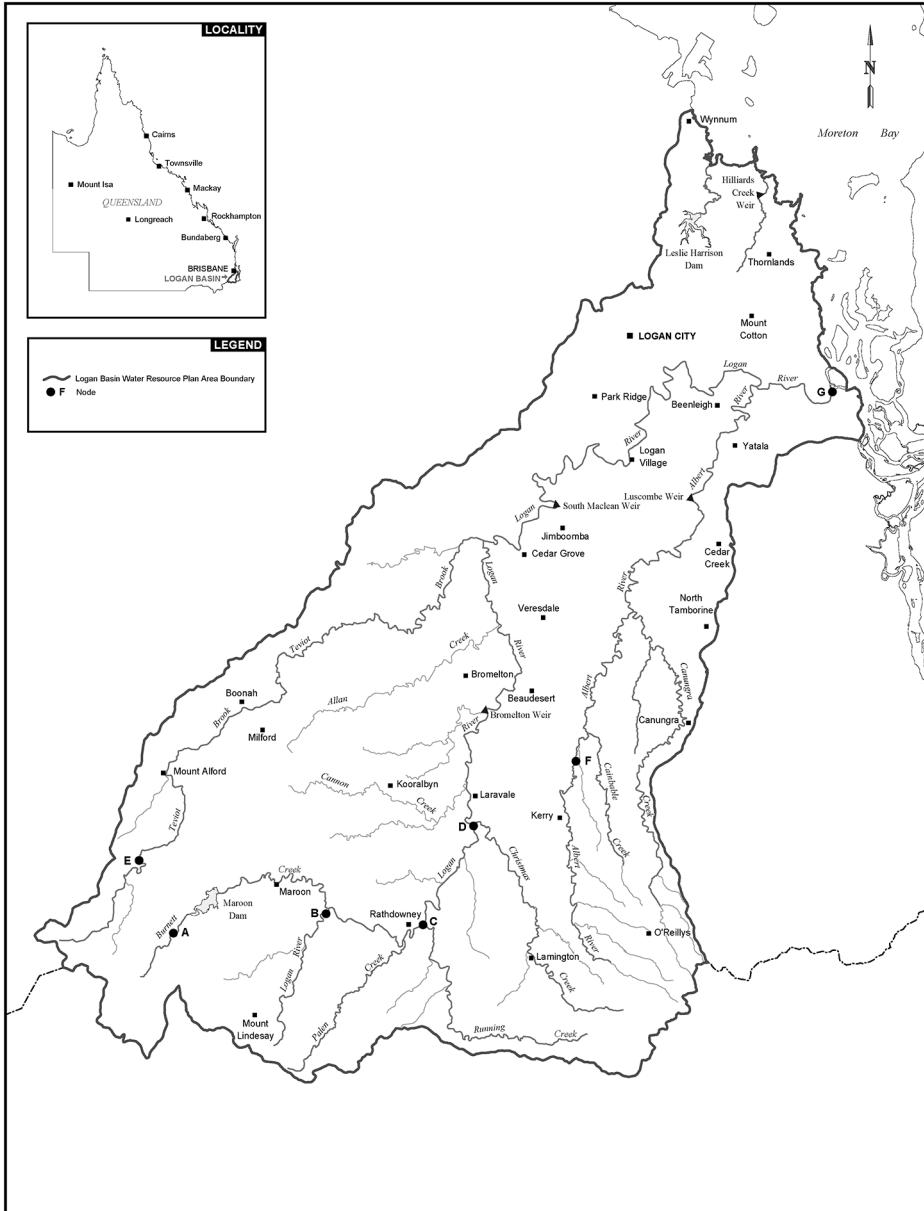 LOCALITY
Cairns
Townsville
Mount Isa
Mackay
QUEENSLAND
Longreach
Rockhampton
Bundaberg
BRISBANE
LOGAN BASIN
LEGEND
Logan Basin Water Resource Plan Area Boundary
F Node
N
Moreton Bay
Wynnum
Hilliards
Creek
Weir
Leslie Harrison
Dam
Thornlands
Mount
Cotton
LOGAN CITY
Logan
River
G
Park Ridge
Beenleigh
River
River
Yatala
Logan
Village
Albert
Luscombe Weir
Logan
South Maclean Weir
Jimboomba
Cedar Grove
Cedar
Creek
Brook
Logan
River
North
Tamborine
Veresdale
Teviot
Creek
River
Canungra
Bromelton
Albert
Boonah
Allan
Beaudesert
Brook
River
Bromelton Weir
Canungra
Milford
F
Mount Alford
Cannon
Kooralbyn
Cainbable
Creek
Laravale
Creek
Teviot
Kerry
D
Creek
Albert
E
Christmas
Logan
Creek
Maroon
Maroon
Dam
B
Rathdowney
C
Burnett
A
O'Reillys
River
River
Creek
Lamington
Logan
Creek
Mount
Lindesay
Palen
Running
Creek